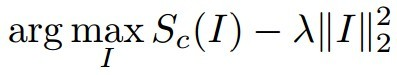 arg max_I S_c(I) − λ‖I‖_2^2